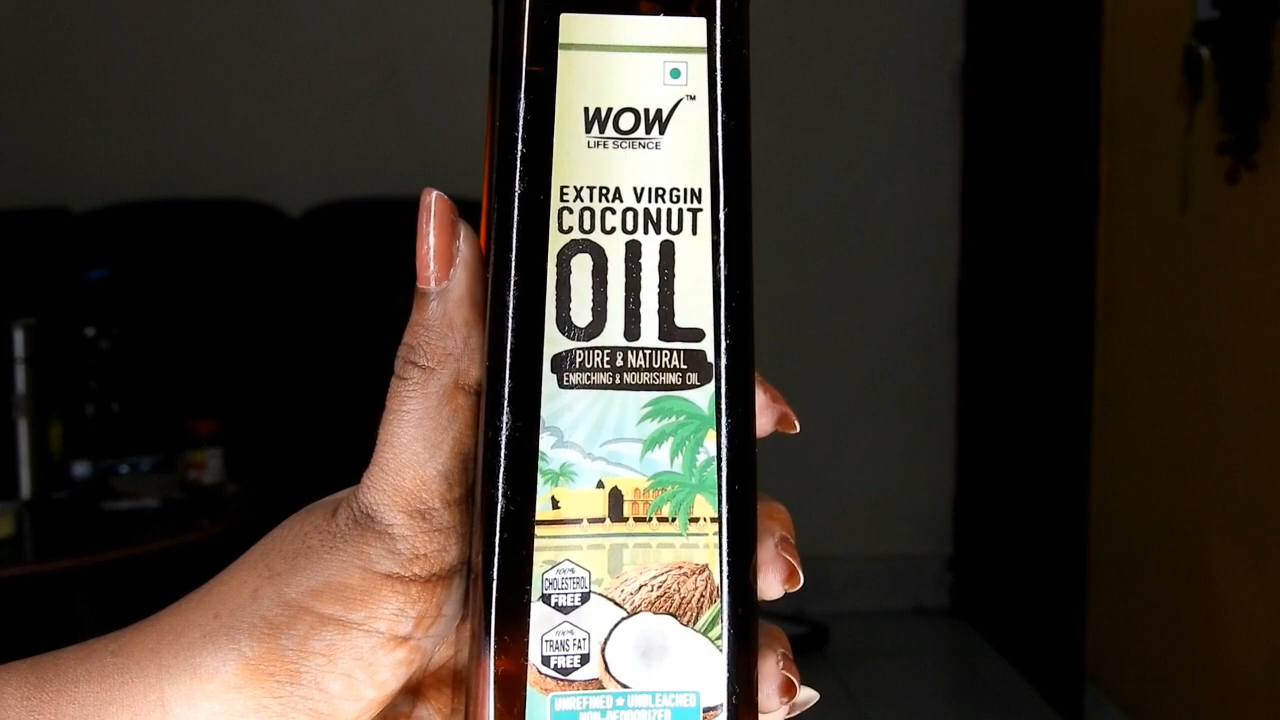 WOW™
LIFE SCIENCE
EXTRA VIRGIN
COCONUT
OIL
PURE & NATURAL
ENRICHING & NOURISHING OIL
100%
CHOLESTEROL
FREE
100%
TRANS FAT
FREE
UNREFINED ★ UNBLEACHED
NON-DEODORIZED